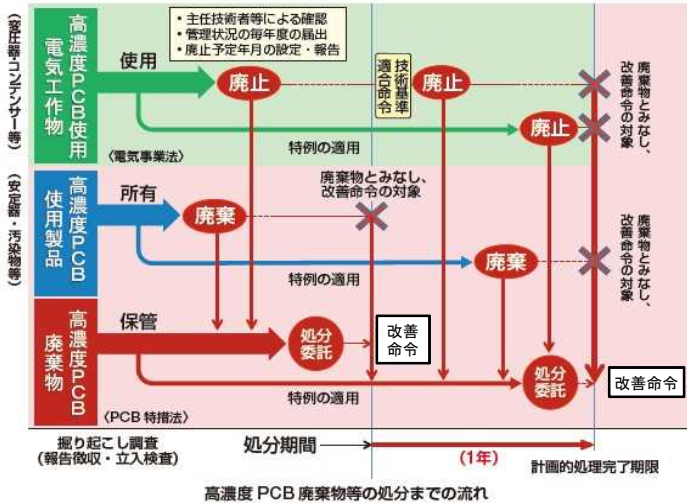 (変圧器・コンデンサー等)
高濃度PCB使用
電気工作物
・主任技術者等による確認
・管理状況の毎年度の届出
・廃止予定年月の設定・報告
使用
廃止
技術基準
適合命令
廃止
廃棄物とみなし、
改善命令の対象
廃止
特例の適用
〈電気事業法〉
(安定器・汚染物等)
高濃度PCB
使用製品
所有
廃棄
廃棄物とみなし、
改善命令の対象
廃棄物とみなし、
改善命令の対象
廃棄
特例の適用
高濃度PCB
廃棄物
保管
処分
委託
改善
命令
処分
委託
改善命令
特例の適用
〈PCB特措法〉
掘り起こし調査
(報告徴収・立入検査)
処分期間
(1年)
計画的処理完了期限
高濃度 PCB 廃棄物等の処分までの流れ